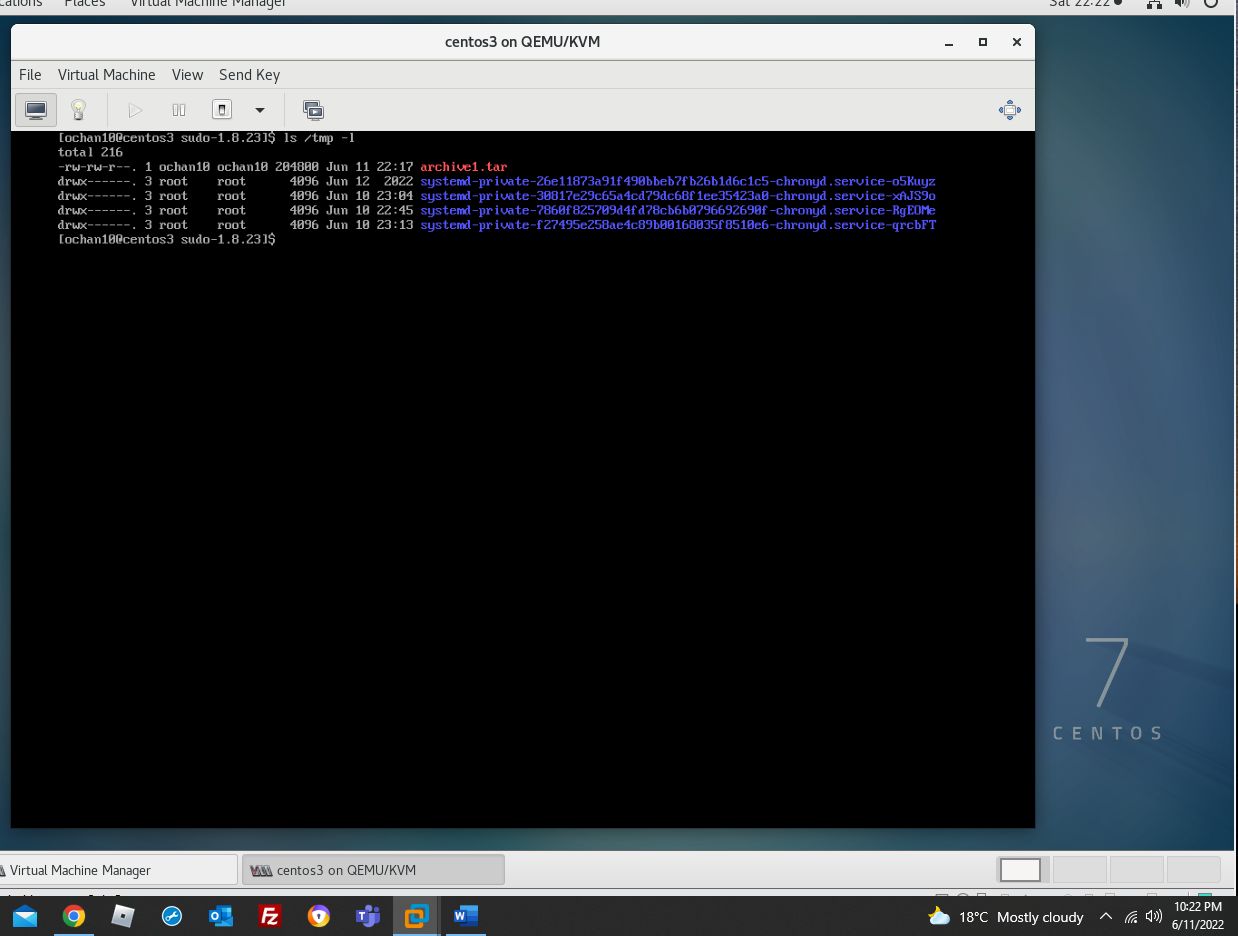 cations Places Virtual Machine Manager Sat 22:22
centos3 on QEMU/KVM
File Virtual Machine View Send Key
[ochan10@centos3 sudo-1.8.23]$ ls /tmp -l
total 216
-rw-rw-r--. 1 ochan10 ochan10 204800 Jun 11 22:17 archive1.tar
drwx------. 3 root root 4096 Jun 12 2022 systemd-private-26e11873a91f490bbeb7fb26b1d6c1c5-chronyd.service-o5Kuyz
drwx------. 3 root root 4096 Jun 10 23:04 systemd-private-30817e29c65a4cd79dc68f1ee35423a0-chronyd.service-xAJS9o
drwx------. 3 root root 4096 Jun 10 22:45 systemd-private-7860f825709d4fd78cb6b0796692690f-chronyd.service-RgEOMe
drwx------. 3 root root 4096 Jun 10 23:13 systemd-private-f27495e258ae4c89b00168035f8510e6-chronyd.service-qrcbFT
[ochan10@centos3 sudo-1.8.23]$
7
CENTOS
Virtual Machine Manager centos3 on QEMU/KVM
18°C Mostly cloudy 10:22 PM
6/11/2022